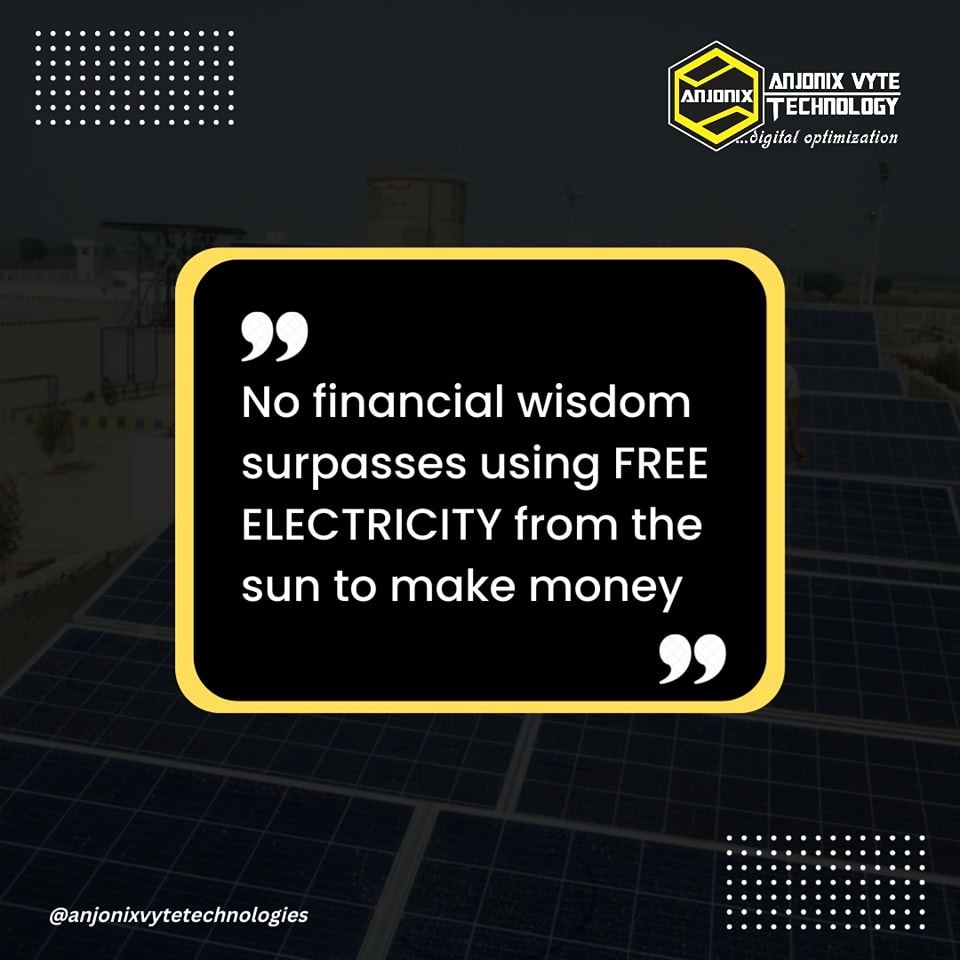 ANJONIX
ANJONIX VYTE
TECHNOLOGY
...digital optimization
”
No financial wisdom
surpasses using FREE
ELECTRICITY from the
sun to make money
”
@anjonixvytetechnologies